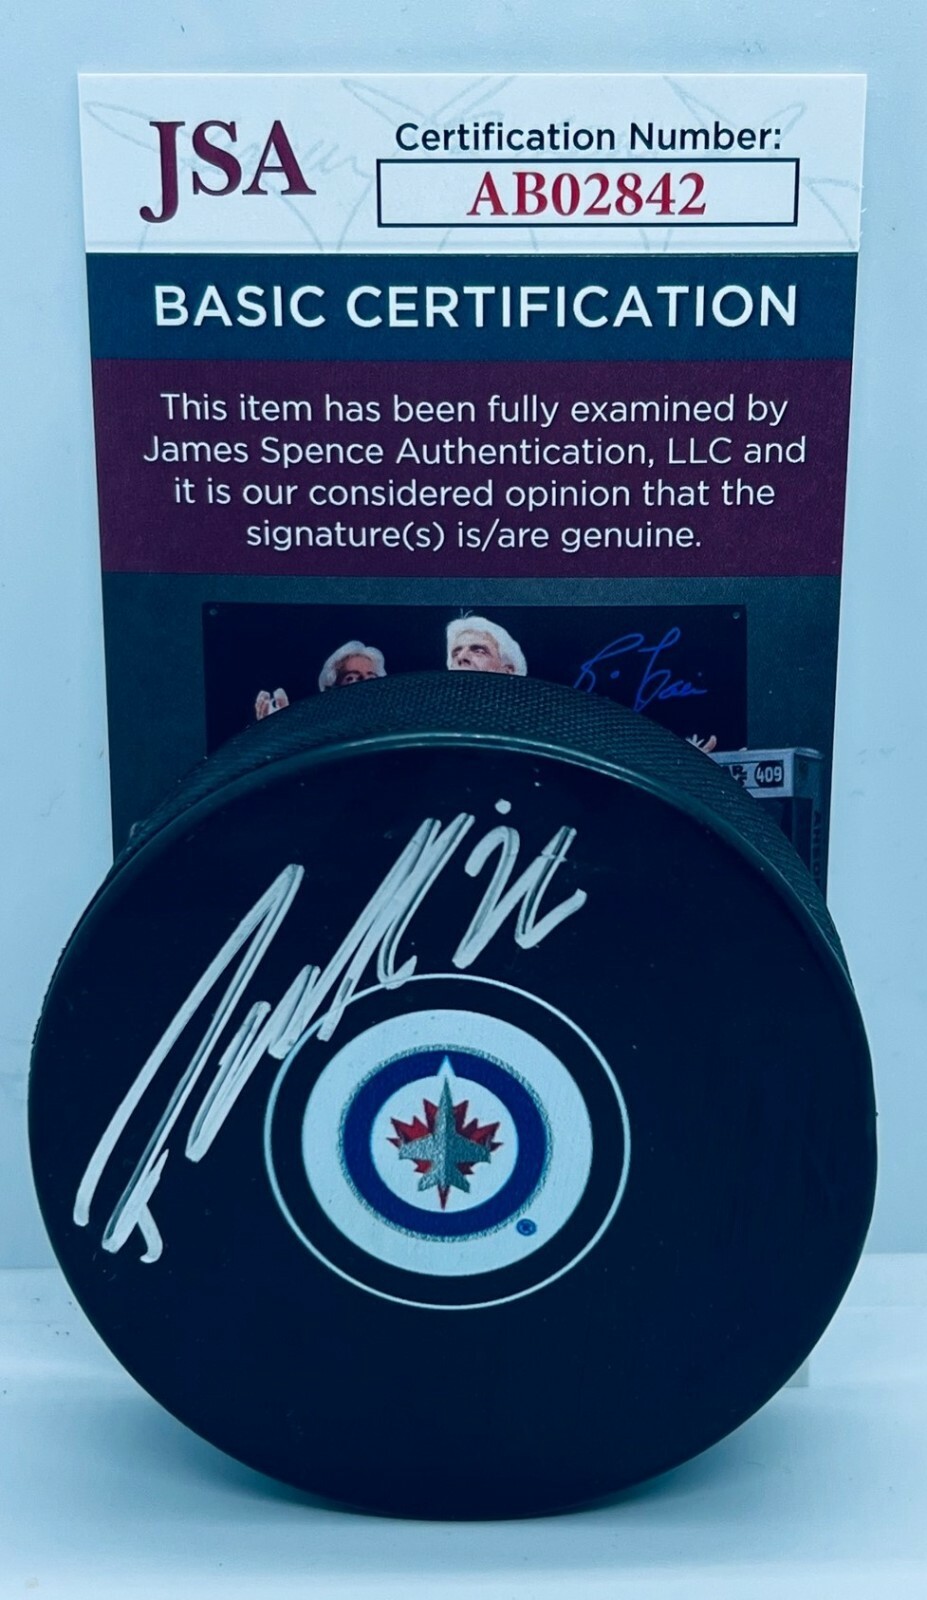 JSA
Certification Number:
AB02842
BASIC CERTIFICATION
This item has been fully examined by
James Spence Authentication, LLC and
it is our considered opinion that the
signature(s) is/are genuine.
409
®